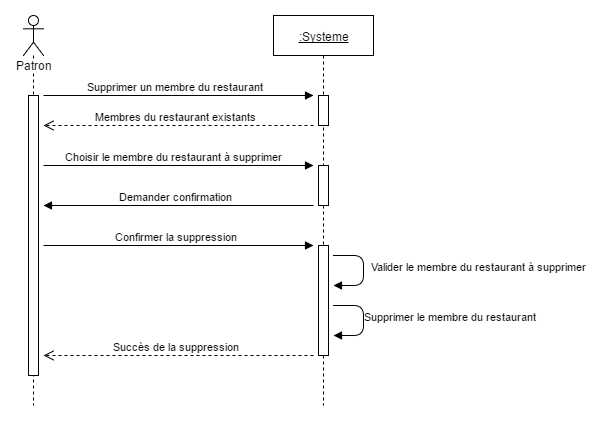 :Systeme
Patron
Supprimer un membre du restaurant
Membres du restaurant existants
Choisir le membre du restaurant à supprimer
Demander confirmation
Confirmer la suppression
Valider le membre du restaurant à supprimer
Supprimer le membre du restaurant
Succès de la suppression